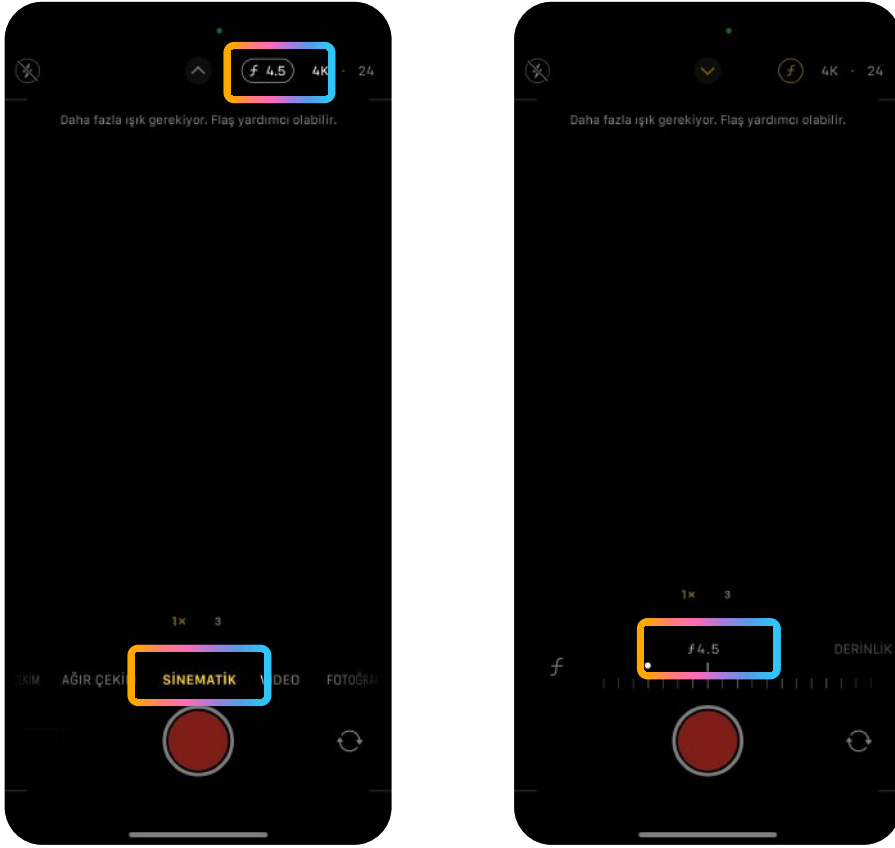 ƒ 4.5 4K · 24
Daha fazla ışık gerekiyor. Flaş yardımcı olabilir.
1× 3
AĞIR ÇEKİ SİNEMATİK VİDEO FOTOĞRA
ƒ 4K · 24
Daha fazla ışık gerekiyor. Flaş yardımcı olabilir.
1× 3
ƒ4.5
DERİNLİK
ƒ